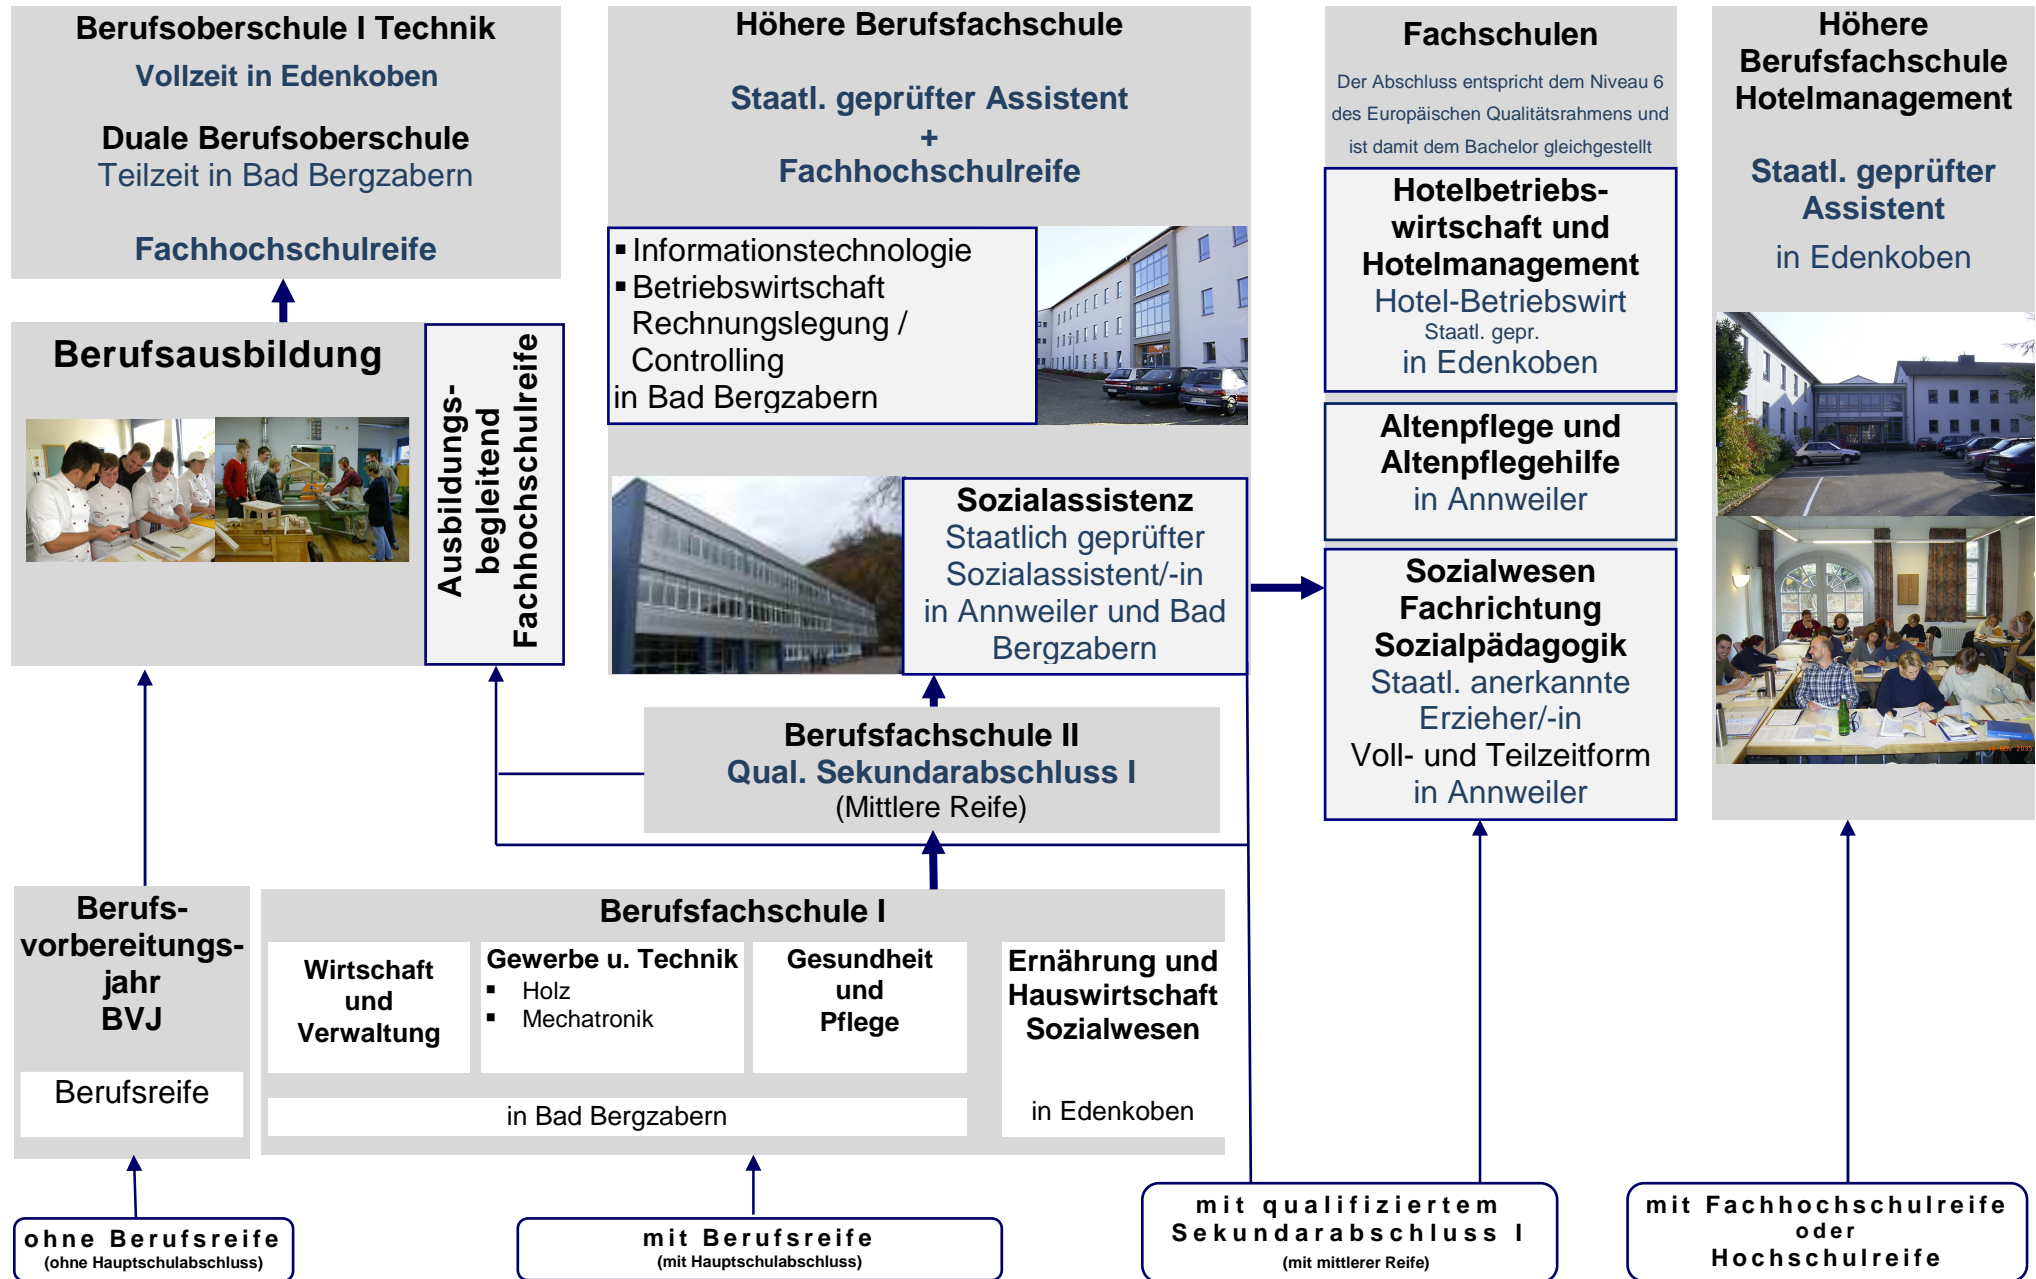 Berufsoberschule I Technik
Vollzeit in Edenkoben
Duale Berufsoberschule
Teilzeit in Bad Bergzabern
Fachhochschulreife
Berufsausbildung
Ausbildungs-
begleitend
Fachhochschulreife
Höhere Berufsfachschule
Staatl. geprüfter Assistent
+
Fachhochschulreife
▪ Informationstechnologie
▪ Betriebswirtschaft
Rechnungslegung /
Controlling
in Bad Bergzabern
Sozialassistenz
Staatlich geprüfter
Sozialassistent/-in
in Annweiler und Bad
Bergzabern
Berufsfachschule II
Qual. Sekundarabschluss I
(Mittlere Reife)
Fachschulen
Der Abschluss entspricht dem Niveau 6
des Europäischen Qualitätsrahmens und
ist damit dem Bachelor gleichgestellt
Hotelbetriebs-
wirtschaft und
Hotelmanagement
Hotel-Betriebswirt
Staatl. gepr.
in Edenkoben
Altenpflege und
Altenpflegehilfe
in Annweiler
Sozialwesen
Fachrichtung
Sozialpädagogik
Staatl. anerkannte
Erzieher/-in
Voll- und Teilzeitform
in Annweiler
Höhere
Berufsfachschule
Hotelmanagement
Staatl. geprüfter
Assistent
in Edenkoben
Berufs-
vorbereitungs-
jahr
BVJ
Berufsreife
Berufsfachschule I
Wirtschaft
und
Verwaltung
Gewerbe u. Technik
▪ Holz
▪ Mechatronik
Gesundheit
und
Pflege
in Bad Bergzabern
Ernährung und
Hauswirtschaft
Sozialwesen
in Edenkoben
ohne Berufsreife
(ohne Hauptschulabschluss)
mit Berufsreife
(mit Hauptschulabschluss)
mit qualifiziertem
Sekundarabschluss I
(mit mittlerer Reife)
mit Fachhochschulreife
oder
Hochschulreife